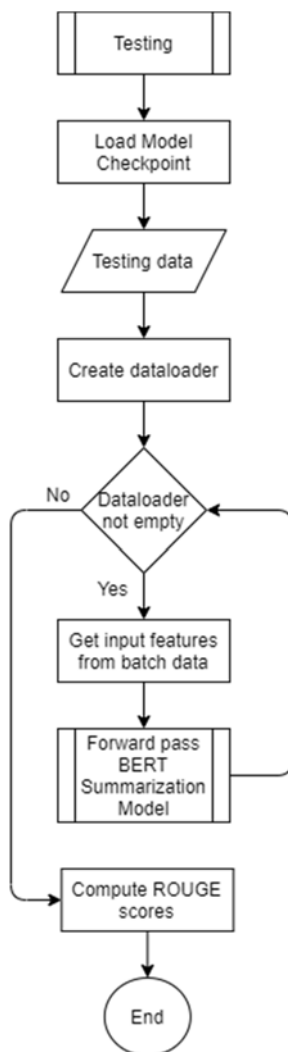 Testing
Load Model
Checkpoint
Testing data
Create dataloader
Dataloader
not empty
No
Yes
Get input features
from batch data
Forward pass
BERT
Summarization
Model
Compute ROUGE
scores
End